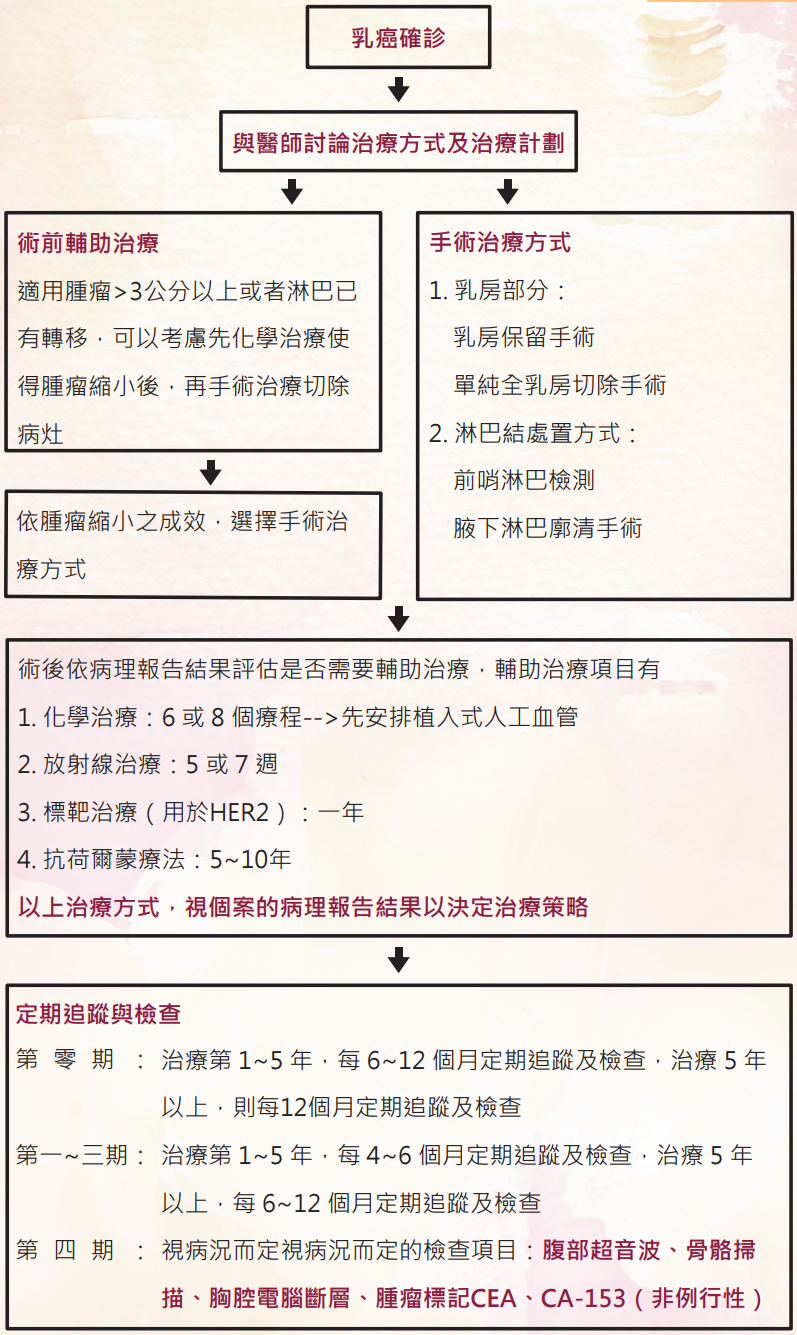 乳癌確診
與醫師討論治療方式及治療計劃
術前輔助治療
適用腫瘤>3公分以上或者淋巴已
有轉移，可以考慮先化學治療使
得腫瘤縮小後，再手術治療切除
病灶
依腫瘤縮小之成效，選擇手術治
療方式
手術治療方式
1. 乳房部分：
乳房保留手術
單純全乳房切除手術
2. 淋巴結處置方式：
前哨淋巴檢測
腋下淋巴廓清手術
術後依病理報告結果評估是否需要輔助治療，輔助治療項目有
1. 化學治療：6 或 8 個療程-->先安排植入式人工血管
2. 放射線治療：5 或 7 週
3. 標靶治療（用於HER2）：一年
4. 抗荷爾蒙療法：5~10年
以上治療方式，視個案的病理報告結果以決定治療策略
定期追蹤與檢查
第 零 期 ： 治療第 1~5 年，每 6~12 個月定期追蹤及檢查，治療 5 年
以上，則每12個月定期追蹤及檢查
第一~三期： 治療第 1~5 年，每 4~6 個月定期追蹤及檢查，治療 5 年
以上，每 6~12 個月定期追蹤及檢查
第 四 期 ： 視病況而定視病況而定的檢查項目：腹部超音波、骨骼掃
描、胸腔電腦斷層、腫瘤標記CEA、CA-153（非例行性）